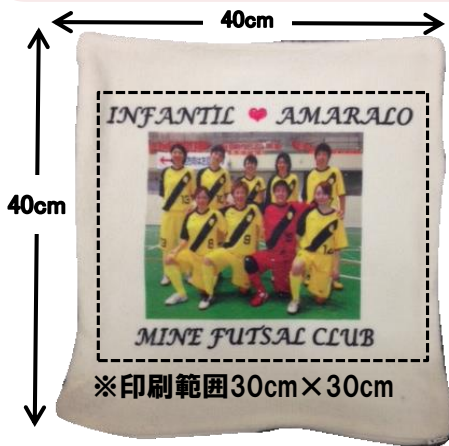 40cm
40cm
INFANTIL ❤ AMARALO
MINE FUTSAL CLUB
※印刷範囲30cm×30cm